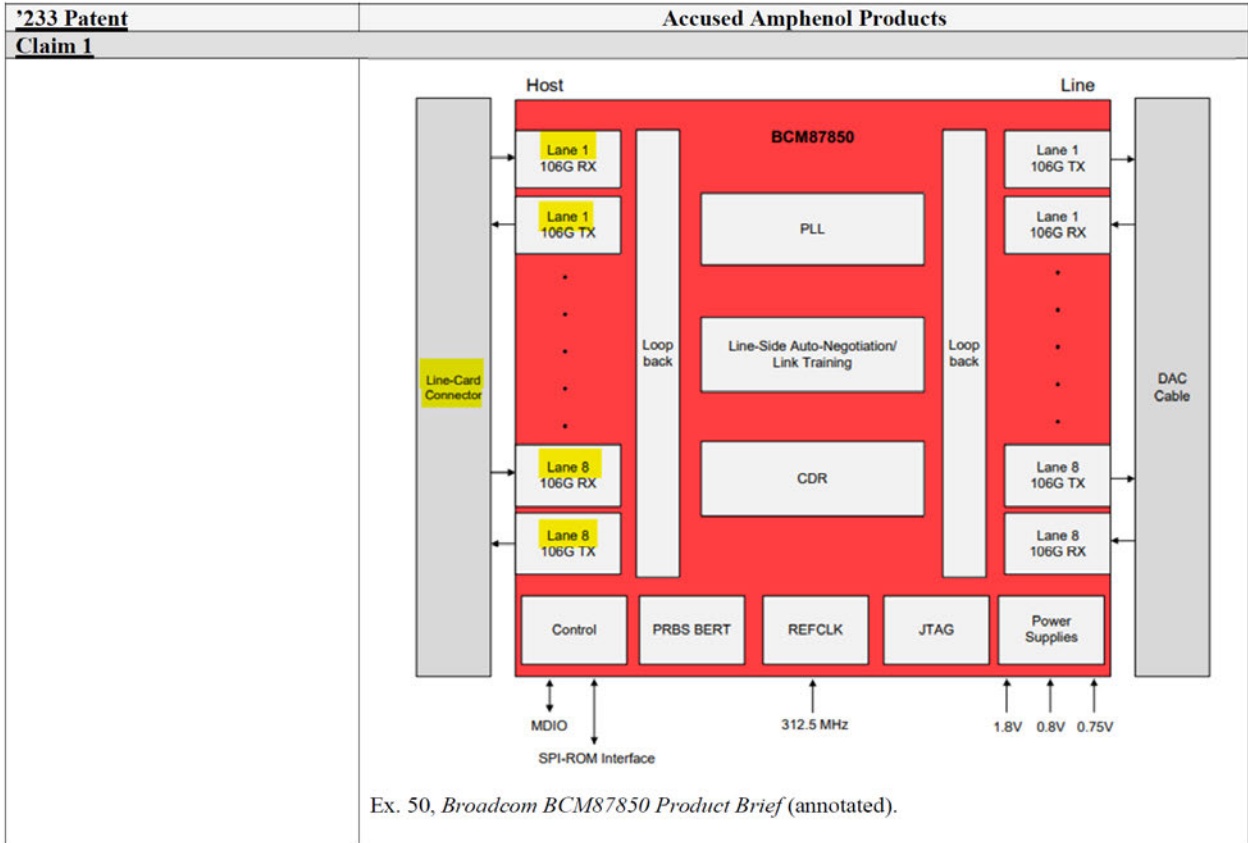 ’233 Patent
Accused Amphenol Products
Claim 1
Host
Line
BCM87850
Line-Card
Connector
Lane 1
106G RX
Lane 1
106G TX
Lane 8
106G RX
Lane 8
106G TX
Loop
back
PLL
Line-Side Auto-Negotiation/
Link Training
CDR
Loop
back
Lane 1
106G TX
Lane 1
106G RX
Lane 8
106G TX
Lane 8
106G RX
DAC
Cable
Control
PRBS BERT
REFCLK
JTAG
Power
Supplies
MDIO
SPI-ROM Interface
312.5 MHz
1.8V 0.8V 0.75V
Ex. 50, Broadcom BCM87850 Product Brief (annotated).